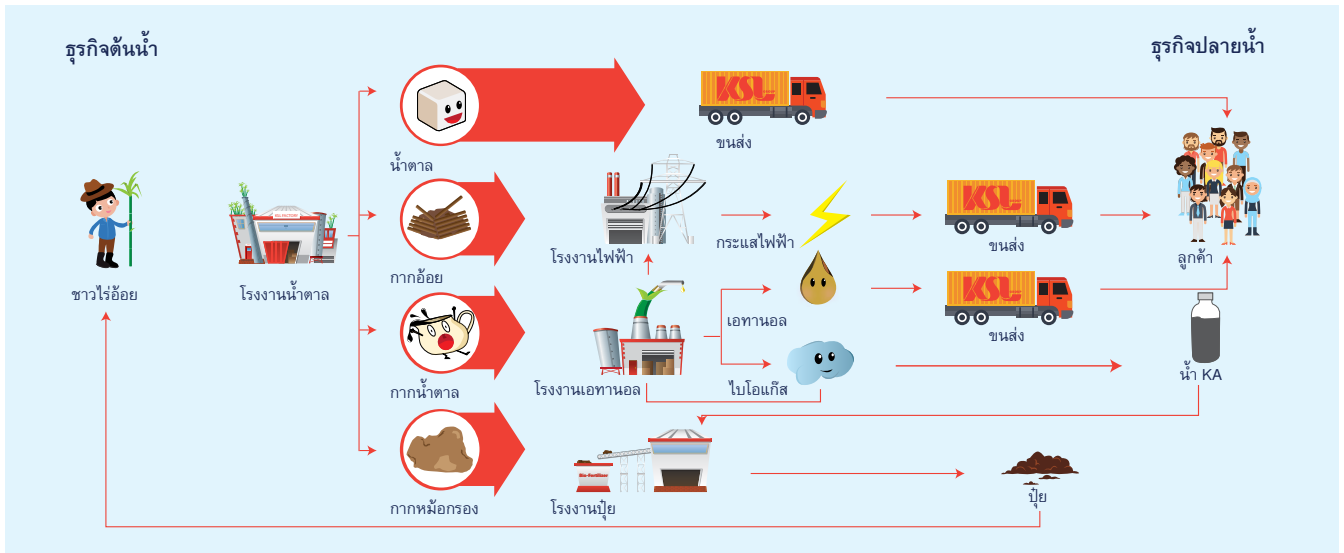 ธุรกิจต้นน้ำ
ธุรกิจปลายน้ำ
KSL
ขนส่ง
น้ำตาล
KSL FACTORY
KSL
กระแสไฟฟ้า
ขนส่ง
โรงงานไฟฟ้า
ลูกค้า
กากอ้อย
ชาวไร่อ้อย
โรงงานน้ำตาล
KSL
เอทานอล
ขนส่ง
น้ำ KA
กากน้ำตาล
โรงงานเอทานอล
ไบโอแก๊ส
Bio Fertilizer
ปุ๋ย
กากหม้อกรอง
โรงงานปุ๋ย